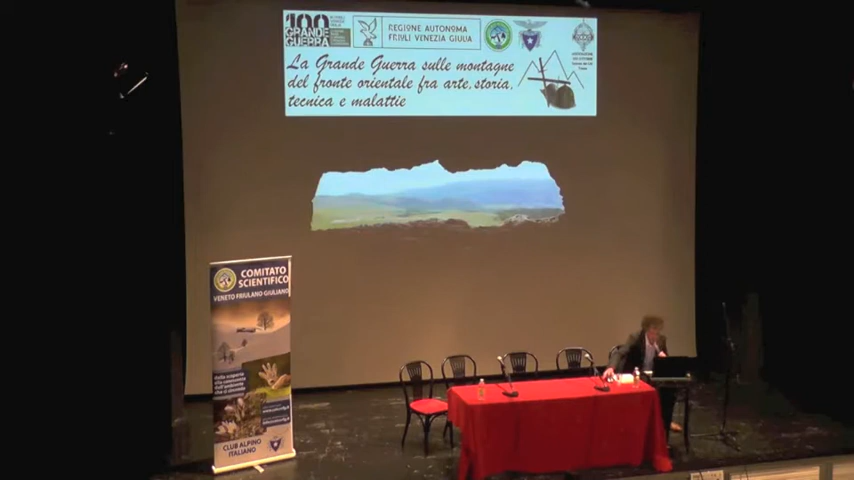 100
GRANDE
GUERRA
REGIONE AUTONOMA
FRIULI VENEZIA GIULIA
La Grande Guerra sulle montagne
del fronte orientale fra arte, storia,
tecnica e malattie
COMITATO
SCIENTIFICO
VENETO FRIULANO GIULIANO
CLUB ALPINO
ITALIANO